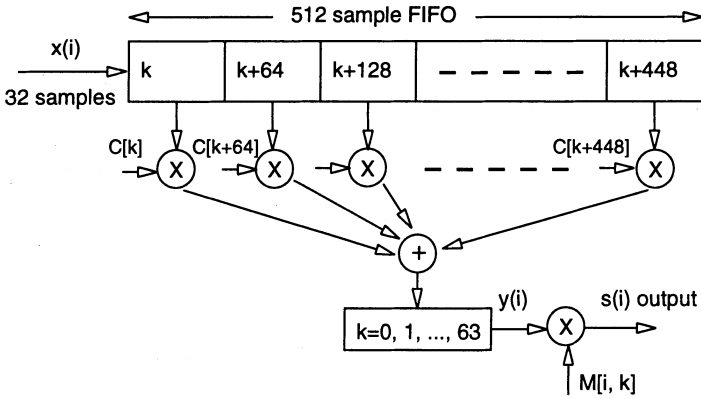 512 sample FIFO
x(i)
32 samples
k
k+64
k+128
k+448
C[k]
C[k+64]
C[k+448]
X
X
X
X
+
k=0, 1, ..., 63
y(i)
X
s(i) output
M[i, k]